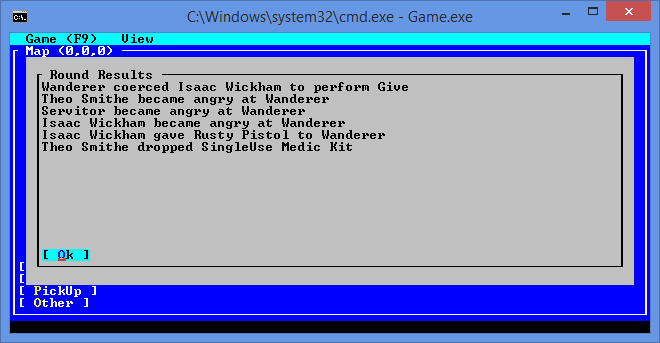 C:\Windows\system32\cmd.exe - Game.exe
Game (F9) View
Map (0,0,0)
Round Results
Wanderer coerced Isaac Wickham to perform Give
Theo Smithe became angry at Wanderer
Servitor became angry at Wanderer
Isaac Wickham became angry at Wanderer
Isaac Wickham gave Rusty Pistol to Wanderer
Theo Smithe dropped SingleUse Medic Kit
[ Ok ]
[
[
[ PickUp ]
[ Other ]